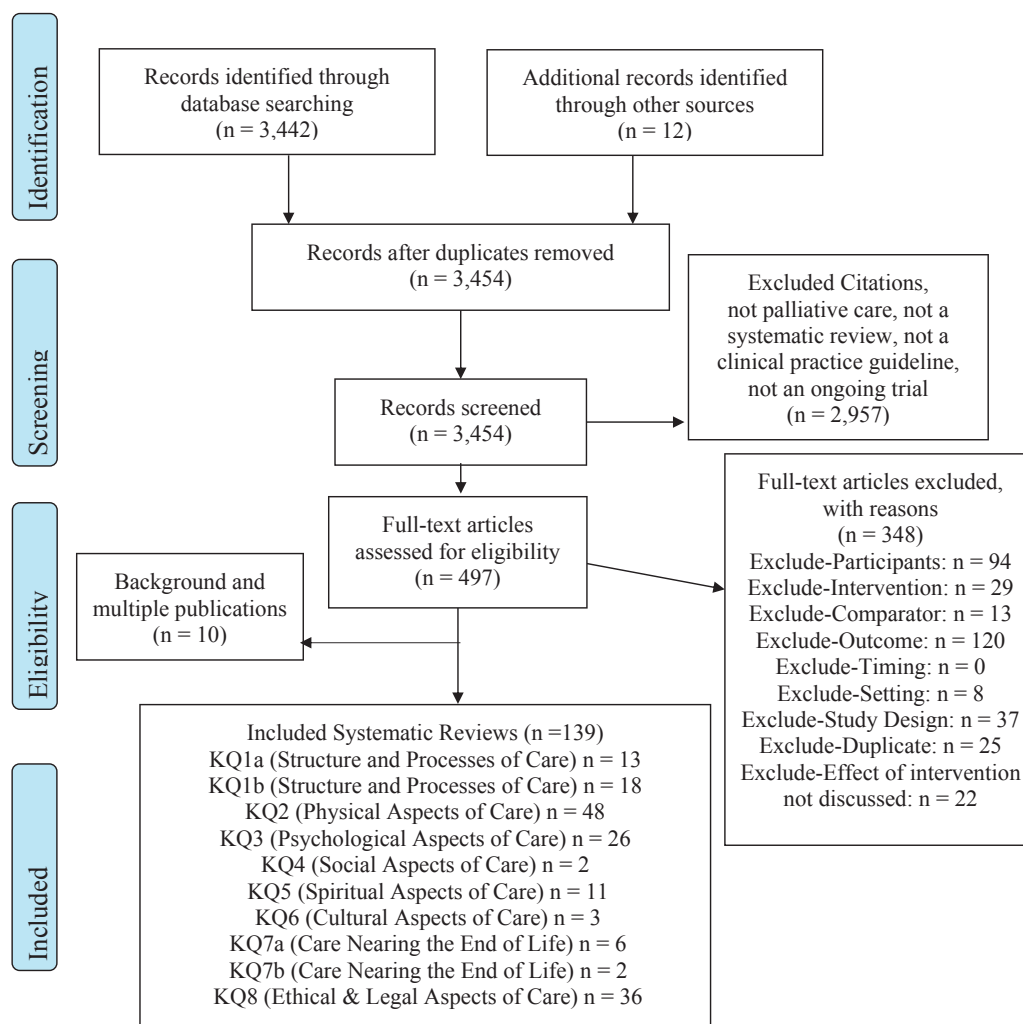 Identification
Records identified through
database searching
(n = 3,442)
Additional records identified
through other sources
(n = 12)
Records after duplicates removed
(n = 3,454)
Screening
Records screened
(n = 3,454)
Excluded Citations,
not palliative care, not a
systematic review, not a
clinical practice guideline,
not an ongoing trial
(n = 2,957)
Eligibility
Full-text articles
assessed for eligibility
(n = 497)
Full-text articles excluded,
with reasons
(n = 348)
Exclude-Participants: n = 94
Exclude-Intervention: n = 29
Exclude-Comparator: n = 13
Exclude-Outcome: n = 120
Exclude-Timing: n = 0
Exclude-Setting: n = 8
Exclude-Study Design: n = 37
Exclude-Duplicate: n = 25
Exclude-Effect of intervention
not discussed: n = 22
Background and
multiple publications
(n = 10)
Included
Included Systematic Reviews (n =139)
KQ1a (Structure and Processes of Care) n = 13
KQ1b (Structure and Processes of Care) n = 18
KQ2 (Physical Aspects of Care) n = 48
KQ3 (Psychological Aspects of Care) n = 26
KQ4 (Social Aspects of Care) n = 2
KQ5 (Spiritual Aspects of Care) n = 11
KQ6 (Cultural Aspects of Care) n = 3
KQ7a (Care Nearing the End of Life) n = 6
KQ7b (Care Nearing the End of Life) n = 2
KQ8 (Ethical & Legal Aspects of Care) n = 36